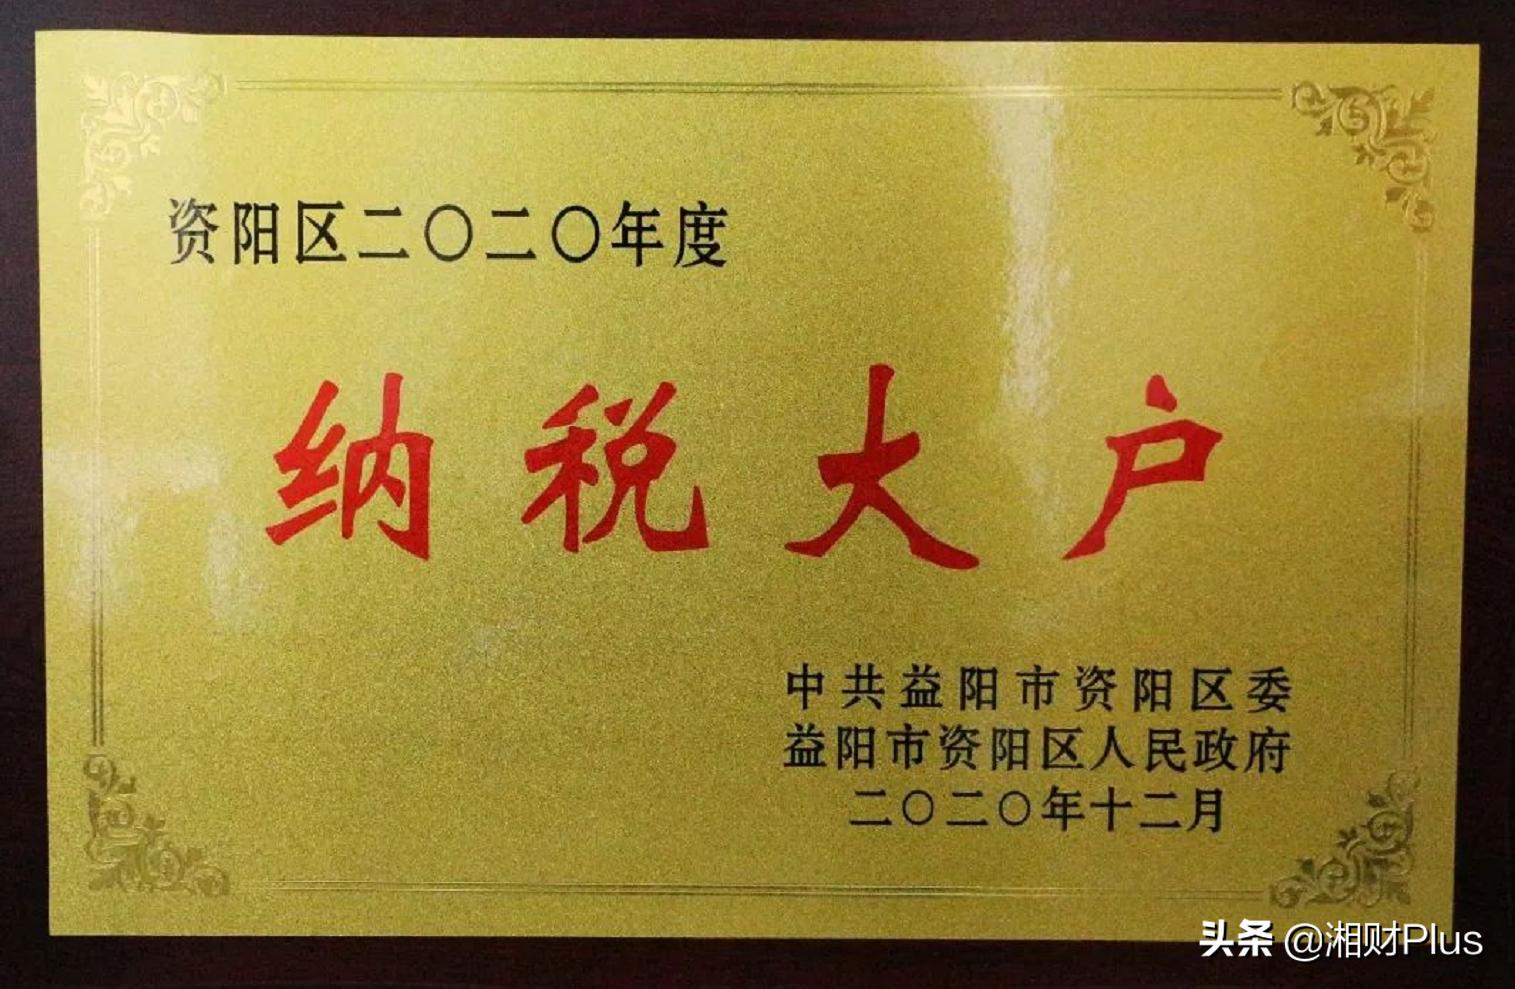 资阳区二〇二〇年度
纳税大户
中共益阳市资阳区委
益阳市资阳区人民政府
二〇二〇年十二月
头条 @湘财Plus